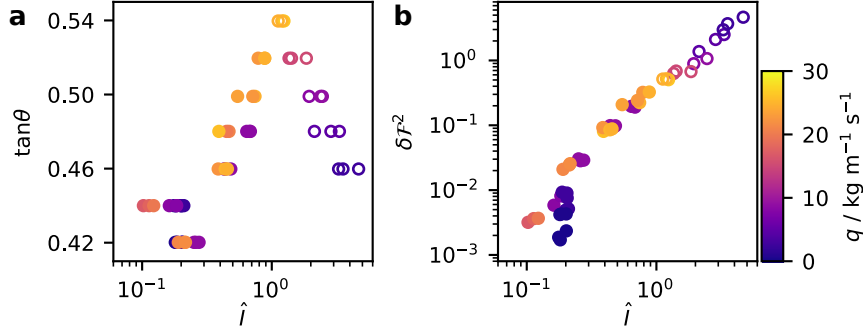 a
0.54
0.50
0.46
0.42
tanθ
10⁻¹
10⁰
Î
b
10⁰
10⁻¹
10⁻²
10⁻³
δℱ²
10⁻¹
10⁰
Î
30
20
10
0
q / kg m⁻¹ s⁻¹